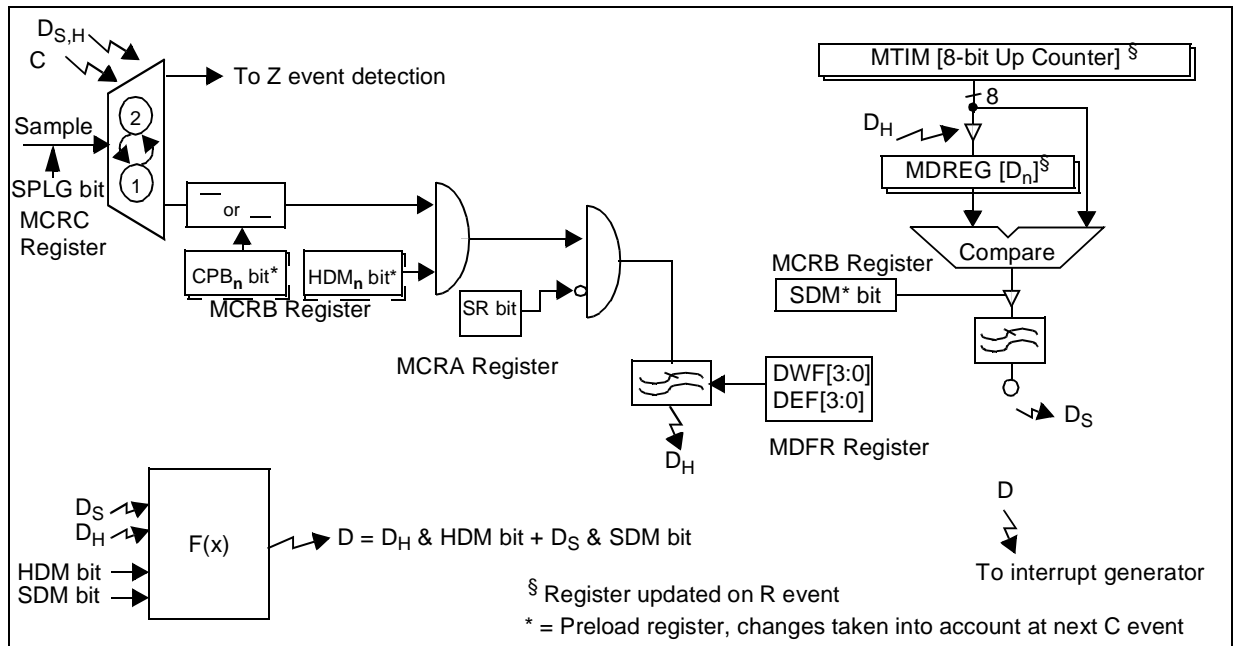 D_S,H
C
To Z event detection
Sample
2
1
SPLG bit
MCRC
Register
or
CPB_n bit*
HDM_n bit*
MCRB Register
SR bit
MCRA Register
MTIM [8-bit Up Counter] §
8
D_H
MDREG [D_n]§
Compare
MCRB Register
SDM* bit
D_S
DWF[3:0]
DEF[3:0]
MDFR Register
D_H
D_S
D_H
HDM bit
SDM bit
F(x)
D = D_H & HDM bit + D_S & SDM bit
D
To interrupt generator
§ Register updated on R event
* = Preload register, changes taken into account at next C event